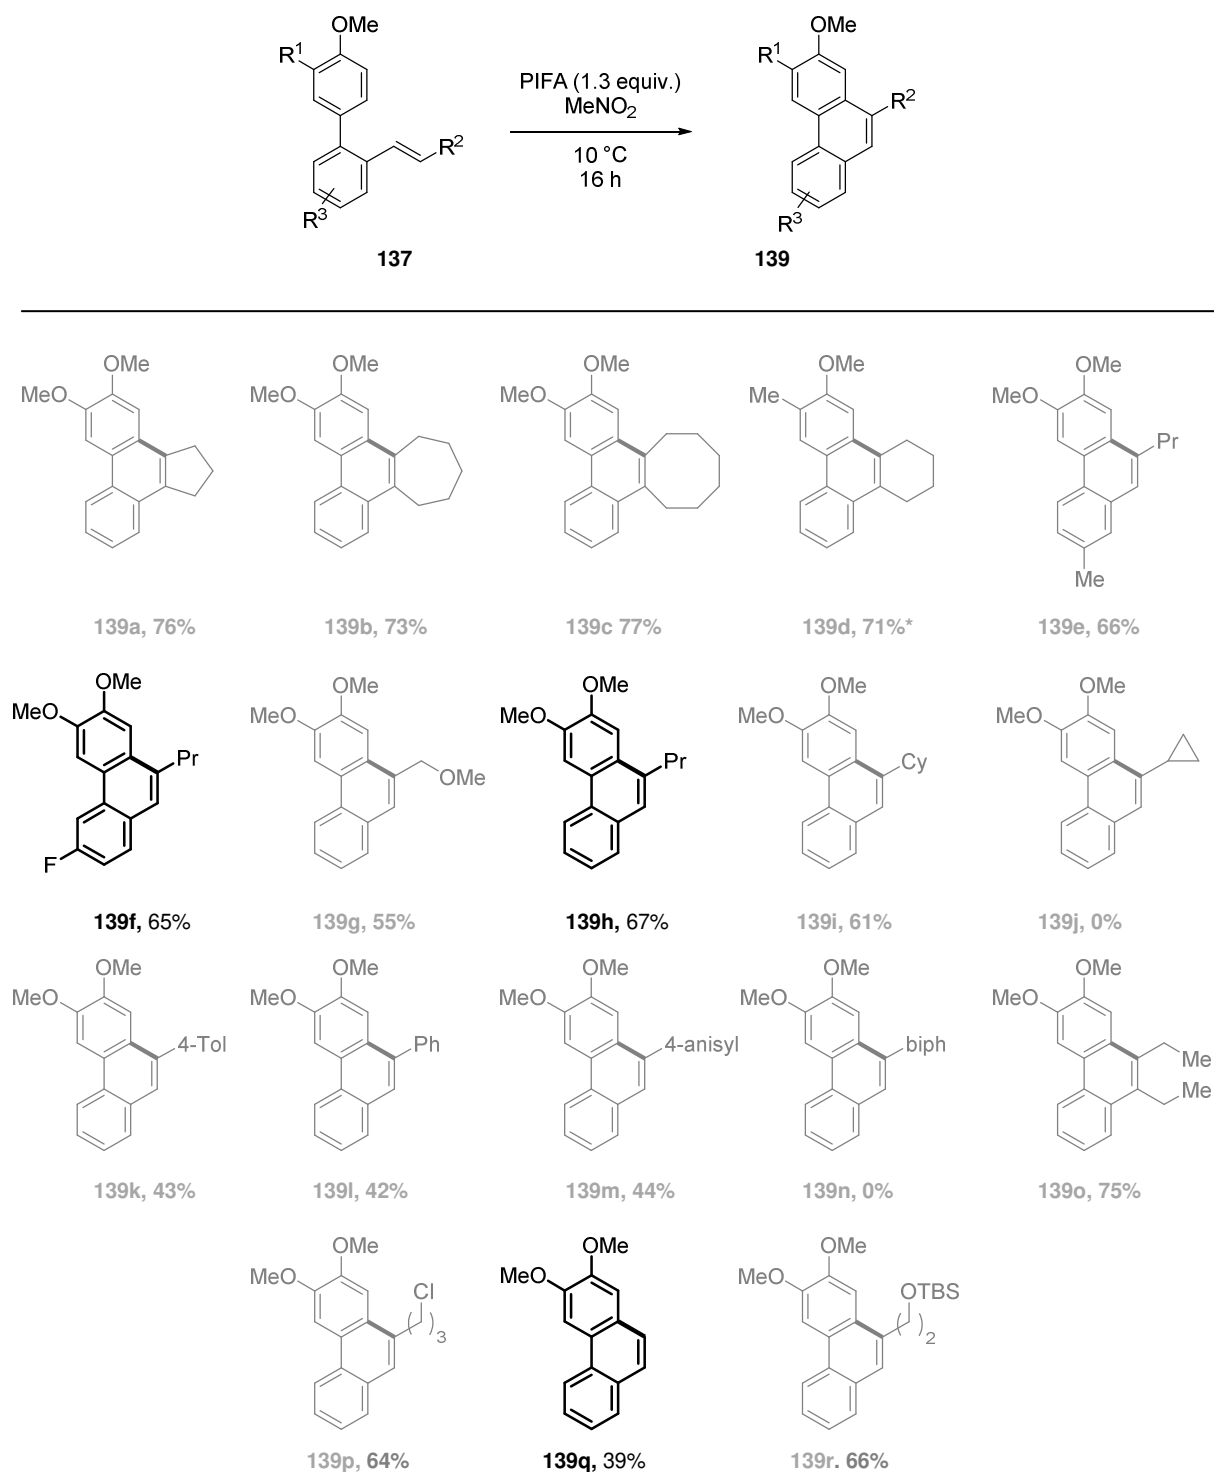 OMe
R¹
R²
R³
137
PIFA (1.3 equiv.)
MeNO₂
10 °C
16 h
OMe
R¹
R²
R³
139
OMe
MeO
139a, 76%
OMe
MeO
139b, 73%
OMe
MeO
139c 77%
OMe
Me
139d, 71%*
OMe
MeO
Pr
Me
139e, 66%
OMe
MeO
Pr
F
139f, 65%
OMe
MeO
OMe
139g, 55%
OMe
MeO
Pr
139h, 67%
OMe
MeO
Cy
139i, 61%
OMe
MeO
139j, 0%
OMe
MeO
4-Tol
139k, 43%
OMe
MeO
Ph
139l, 42%
OMe
MeO
4-anisyl
139m, 44%
OMe
MeO
biph
139n, 0%
OMe
MeO
Me
Me
139o, 75%
OMe
MeO
Cl
( )₃
139p, 64%
OMe
MeO
139q, 39%
OMe
MeO
OTBS
( )₂
139r. 66%